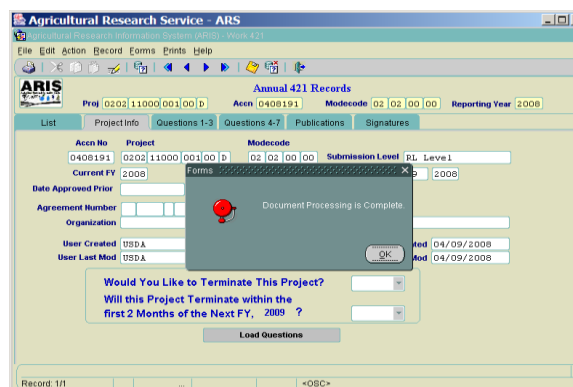 Agricultural Research Service - ARS
Agricultural Research Information System (ARIS) - Work 421
File Edit Action Record Forms Prints Help
ARIS
Annual 421 Records
Proj 0202 11000 001 00 D Accn 0408191 Modecode 02 02 00 00 Reporting Year 2008
List Project Info Questions 1-3 Questions 4-7 Publications Signatures
Accn No Project Modecode
0408191 0202 11000 001 00 D 02 02 00 00 Submission Level RL Level
Current FY 2008 9 2008
Date Approved Prior
Agreement Number
Organization
User Created USDA ted 04/09/2008
User Last Mod USDA Mod 04/09/2008
Forms
Document Processing is Complete.
OK
Would You Like to Terminate This Project?
Will this Project Terminate within the
first 2 Months of the Next FY, 2009 ?
Load Questions
Record: 1/1 ... <OSC>